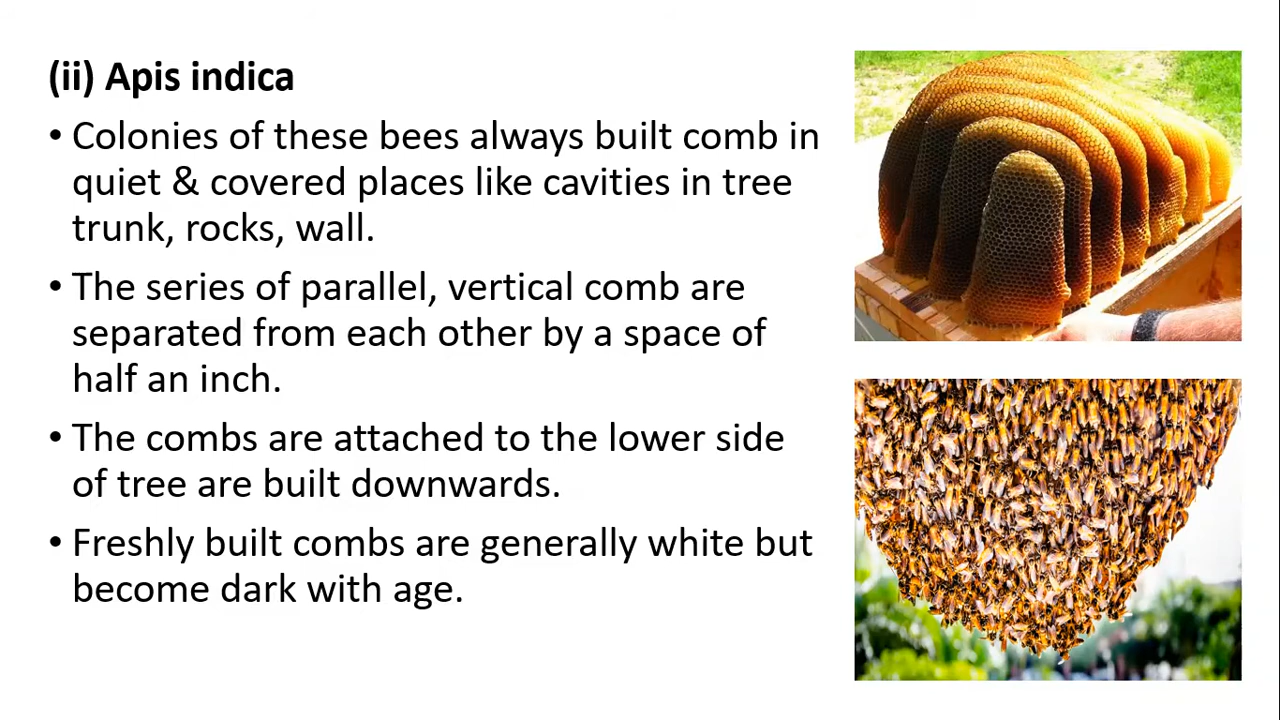 (ii) Apis indica
• Colonies of these bees always built comb in
quiet & covered places like cavities in tree
trunk, rocks, wall.
• The series of parallel, vertical comb are
separated from each other by a space of
half an inch.
• The combs are attached to the lower side
of tree are built downwards.
• Freshly built combs are generally white but
become dark with age.